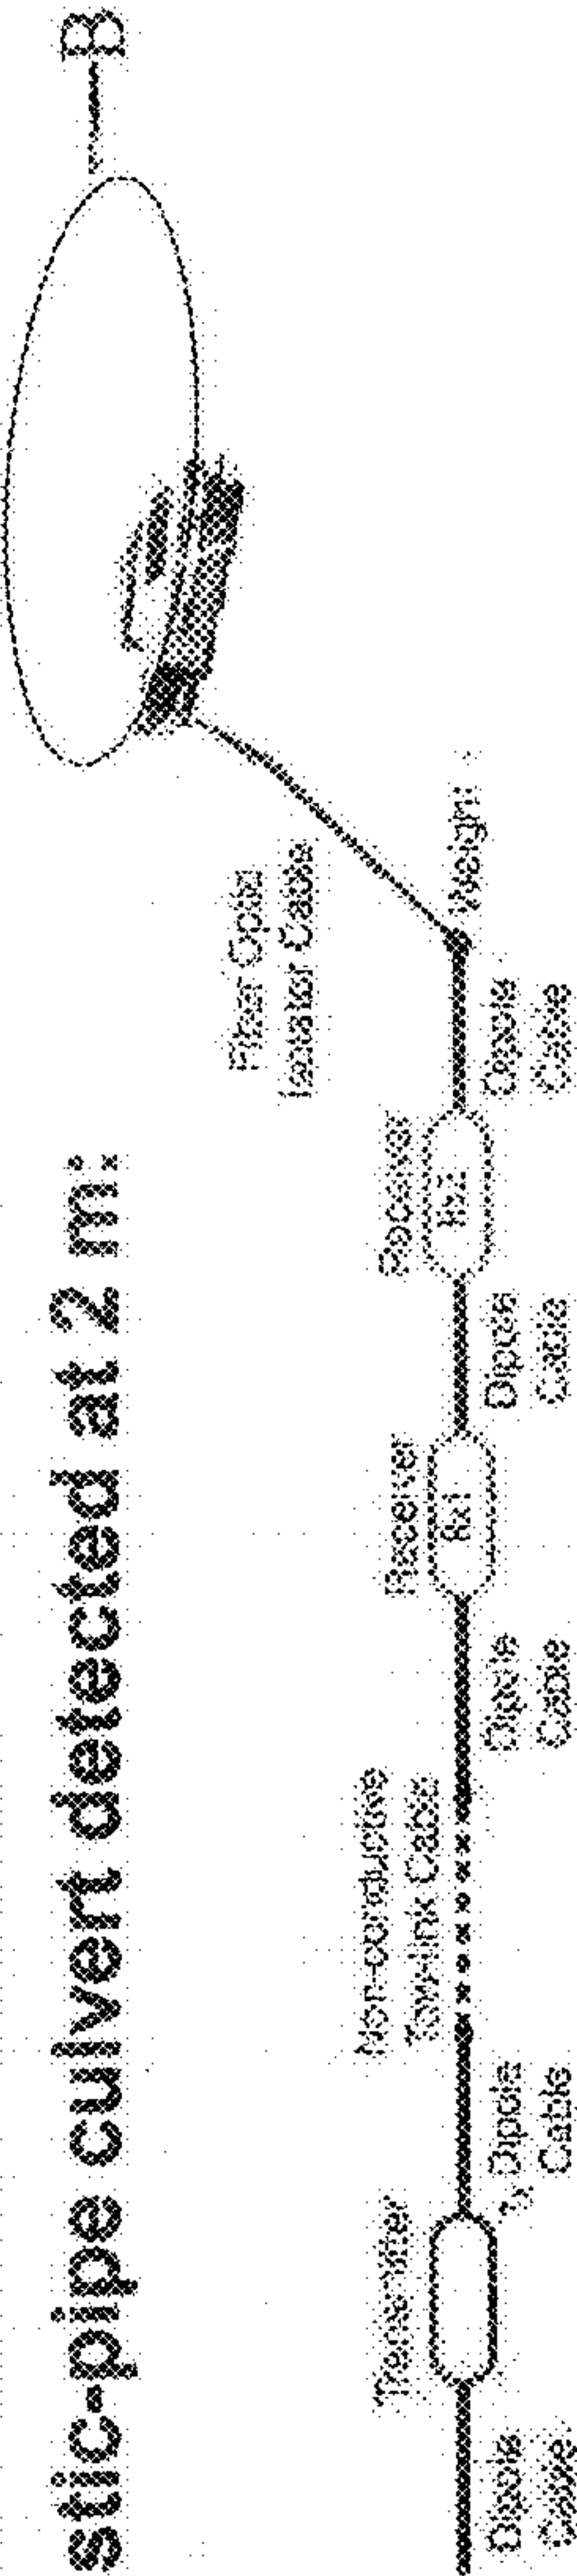 stic-pipe culvert detected at 2 m:
B
Fiber Optic
Isolator Cable
Weight
Receiver
Rx2
Dipole
Cable
Receiver
Rx1
Dipole
Cable
Dipole
Cable
Non-conductive
Tow-link Cable
Transmitter
Tx
Dipole
Cable
Dipole
Cable